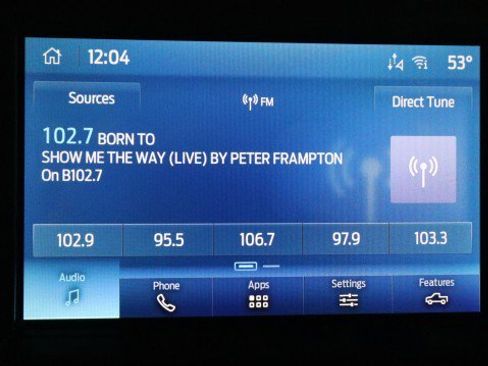 12:04
53°
Sources
FM
Direct Tune
102.7 BORN TO
SHOW ME THE WAY (LIVE) BY PETER FRAMPTON
On B102.7
102.9 95.5 106.7 97.9 103.3
Audio Phone Apps Settings Features